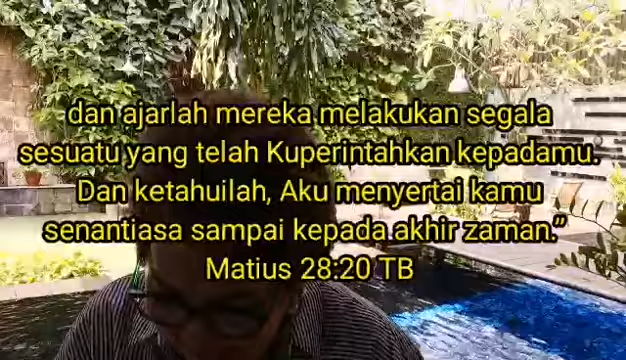 dan ajarlah mereka melakukan segala
sesuatu yang telah Kuperintahkan kepadamu.
Dan ketahuilah, Aku menyertai kamu
senantiasa sampai kepada akhir zaman.”
Matius 28:20 TB